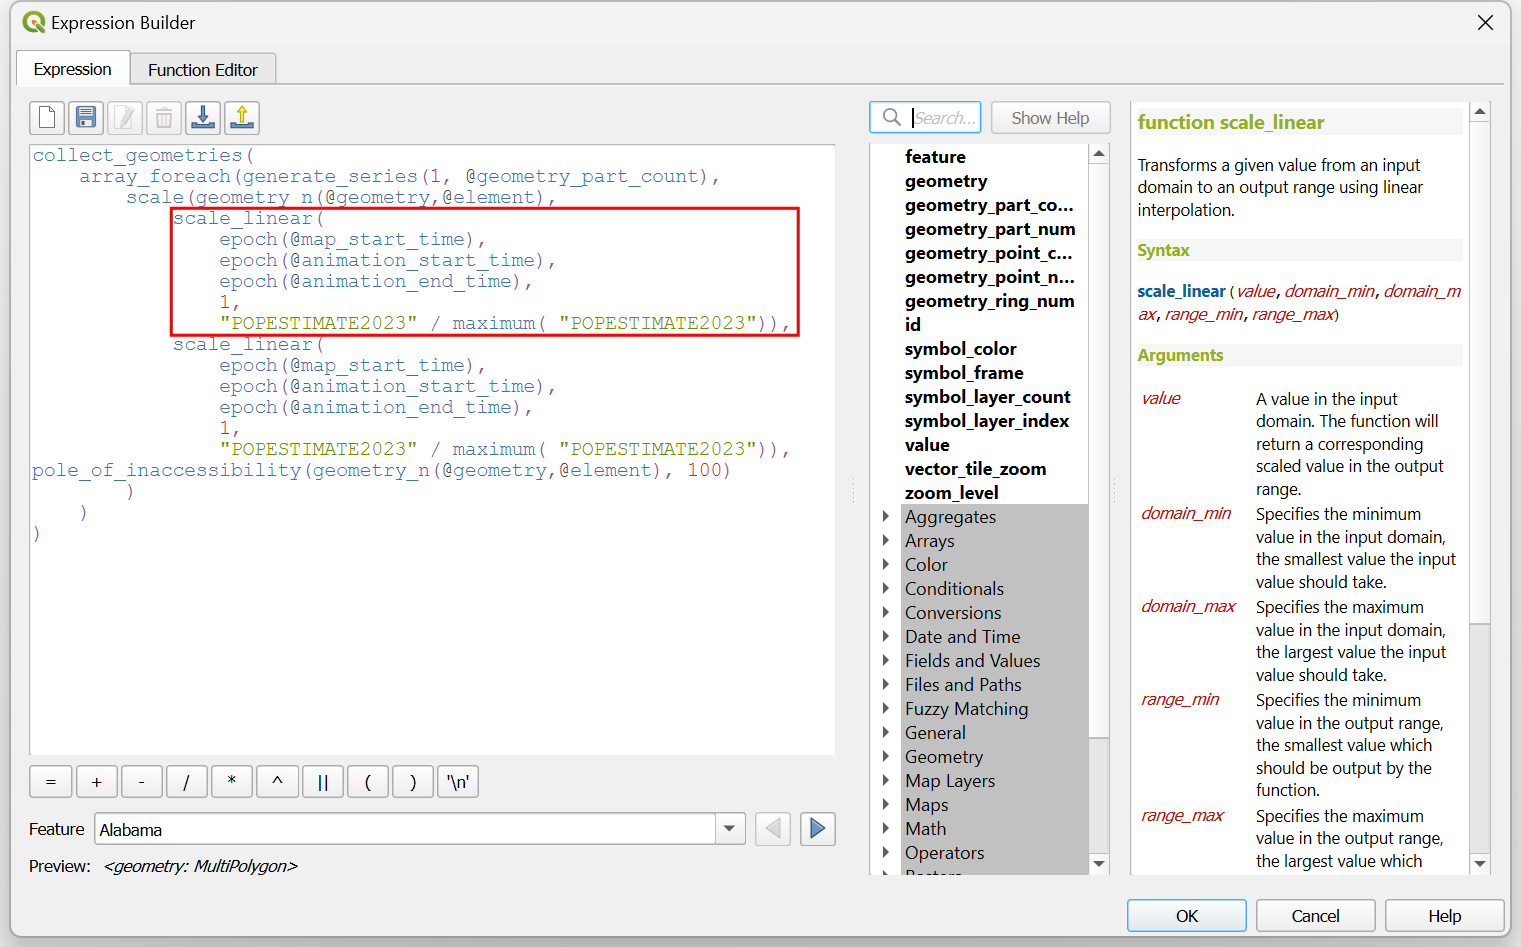 Expression Builder
Expression
Function Editor
collect_geometries(
array_foreach(generate_series(1, @geometry_part_count),
scale(geometry_n(@geometry,@element),
scale_linear(
epoch(@map_start_time),
epoch(@animation_start_time),
epoch(@animation_end_time),
1,
"POPESTIMATE2023" / maximum( "POPESTIMATE2023")),
scale_linear(
epoch(@map_start_time),
epoch(@animation_start_time),
epoch(@animation_end_time),
1,
"POPESTIMATE2023" / maximum( "POPESTIMATE2023")),
pole_of_inaccessibility(geometry_n(@geometry,@element), 100)
)
)
)
= + - / * ^ || ( ) '\n'
Feature Alabama
Preview: <geometry: MultiPolygon>
Search...
Show Help
feature
geometry
geometry_part_co...
geometry_part_num
geometry_point_c...
geometry_point_n...
geometry_ring_num
id
symbol_color
symbol_frame
symbol_layer_count
symbol_layer_index
value
vector_tile_zoom
zoom_level
Aggregates
Arrays
Color
Conditionals
Conversions
Date and Time
Fields and Values
Files and Paths
Fuzzy Matching
General
Geometry
Map Layers
Maps
Math
Operators
function scale_linear
Transforms a given value from an input
domain to an output range using linear
interpolation.
Syntax
scale_linear(value, domain_min, domain_m
ax, range_min, range_max)
Arguments
value A value in the input
domain. The function will
return a corresponding
scaled value in the output
range.
domain_min Specifies the minimum
value in the input domain,
the smallest value the input
value should take.
domain_max Specifies the maximum
value in the input domain,
the largest value the input
value should take.
range_min Specifies the minimum
value in the output range,
the smallest value which
should be output by the
function.
range_max Specifies the maximum
value in the output range,
the largest value which
OK
Cancel
Help